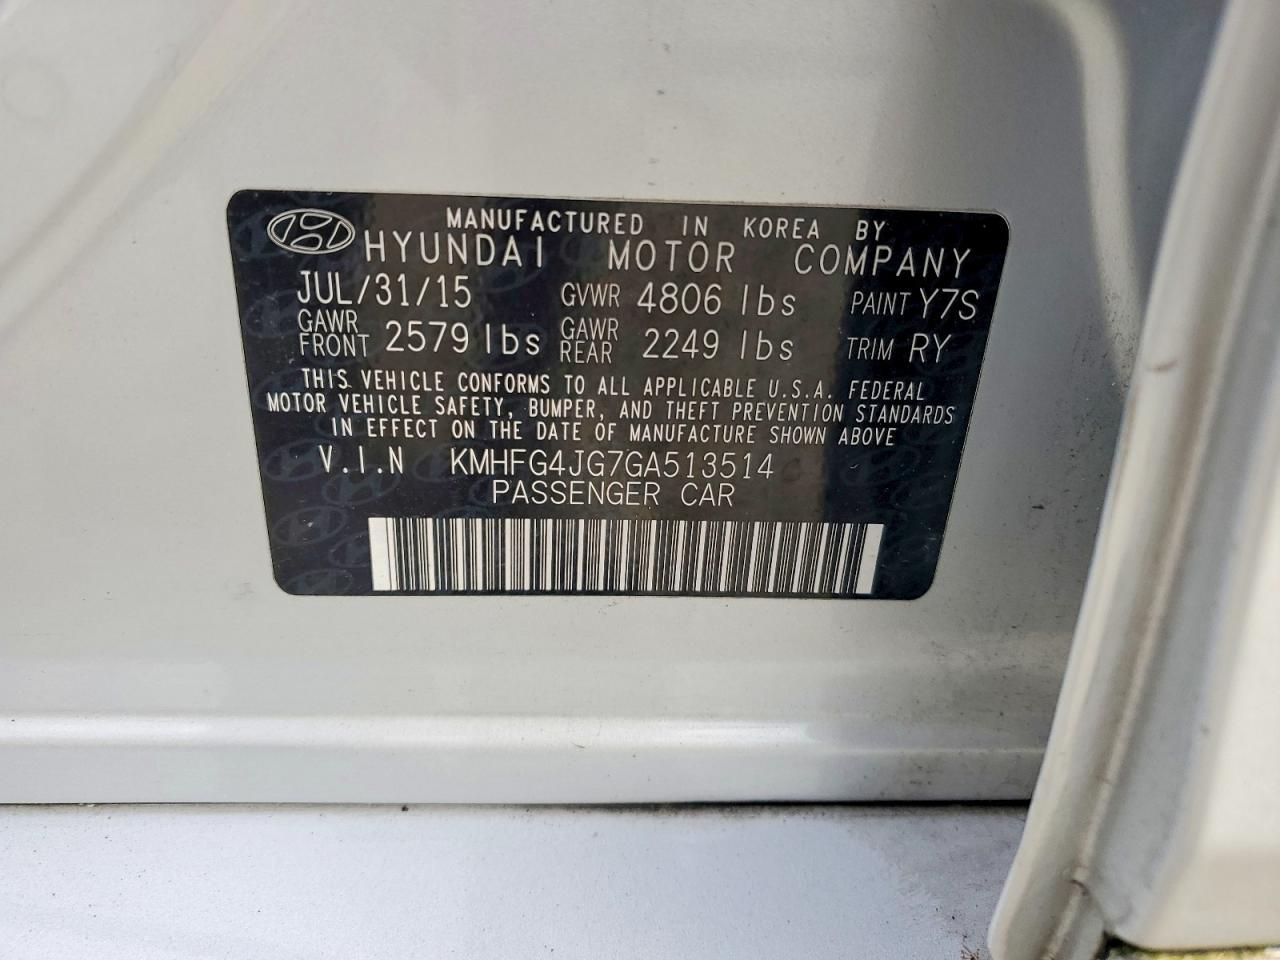 MANUFACTURED IN KOREA BY
HYUNDAI MOTOR COMPANY
JUL/31/15 GVWR 4806 lbs PAINT Y7S
GAWR FRONT 2579 lbs GAWR REAR 2249 lbs TRIM RY
THIS VEHICLE CONFORMS TO ALL APPLICABLE U.S.A. FEDERAL
MOTOR VEHICLE SAFETY, BUMPER, AND THEFT PREVENTION STANDARDS
IN EFFECT ON THE DATE OF MANUFACTURE SHOWN ABOVE
V.I.N KMHFG4JG7GA513514
PASSENGER CAR